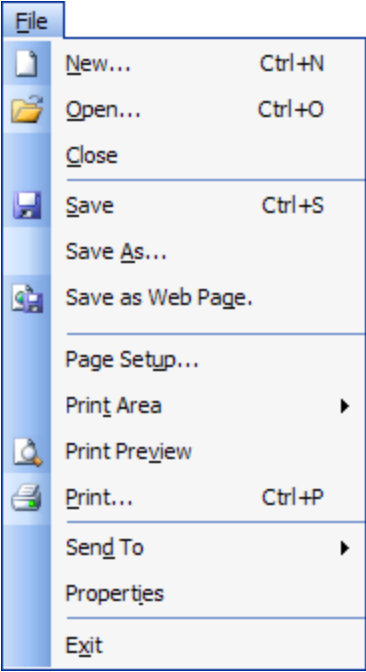 File
New... Ctrl+N
Open... Ctrl+O
Close
Save Ctrl+S
Save As...
Save as Web Page.
Page Setup...
Print Area
Print Preview
Print... Ctrl+P
Send To
Properties
Exit